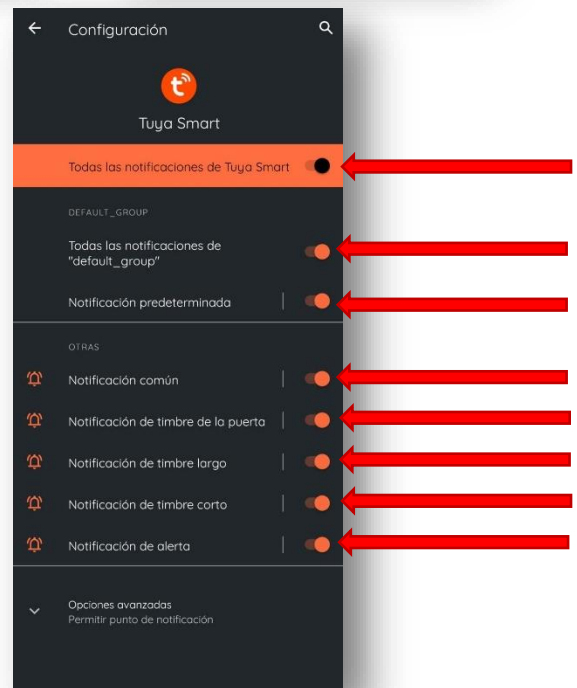 Configuración
Tuya Smart
Todas las notificaciones de Tuya Smart
DEFAULT_GROUP
Todas las notificaciones de
"default_group"
Notificación predeterminada
OTRAS
Notificación común
Notificación de timbre de la puerta
Notificación de timbre largo
Notificación de timbre corto
Notificación de alerta
Opciones avanzadas
Permitir punto de notificación